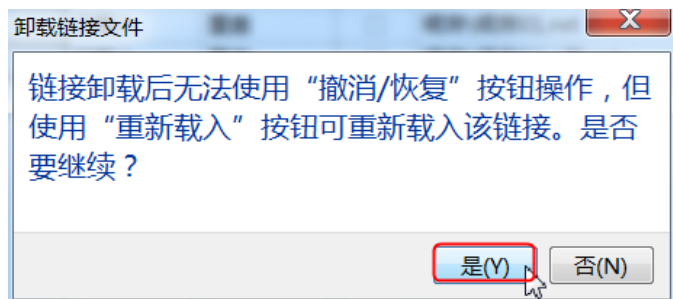 卸载链接文件
链接卸载后无法使用“撤消/恢复”按钮操作，但
使用“重新载入”按钮可重新载入该链接。是否
要继续？
是(Y)
否(N)